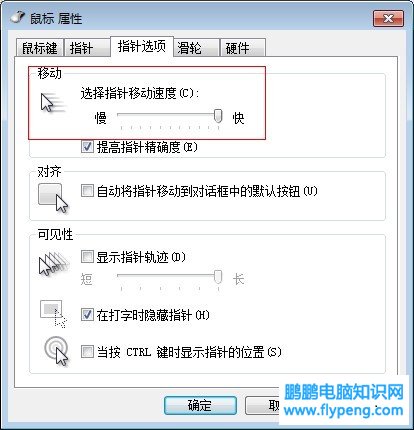 鼠标 属性
鼠标键 指针 指针选项 滑轮 硬件
移动
选择指针移动速度(C):
慢 快
提高指针精确度(E)
对齐
自动将指针移动到对话框中的默认按钮(U)
可见性
显示指针轨迹(D)
短 长
在打字时隐藏指针(H)
当按 CTRL 键时显示指针的位置(S)
确定
鹏鹏电脑知识网
www.flypeng.com